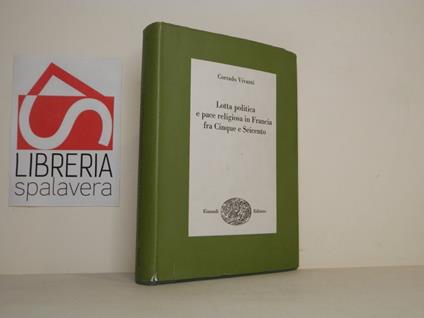 LIBRERIA
spalavera
Corrado Vivanti
Lotta politica
e pace religiosa in Francia
fra Cinque e Seicento
Einaudi Editore